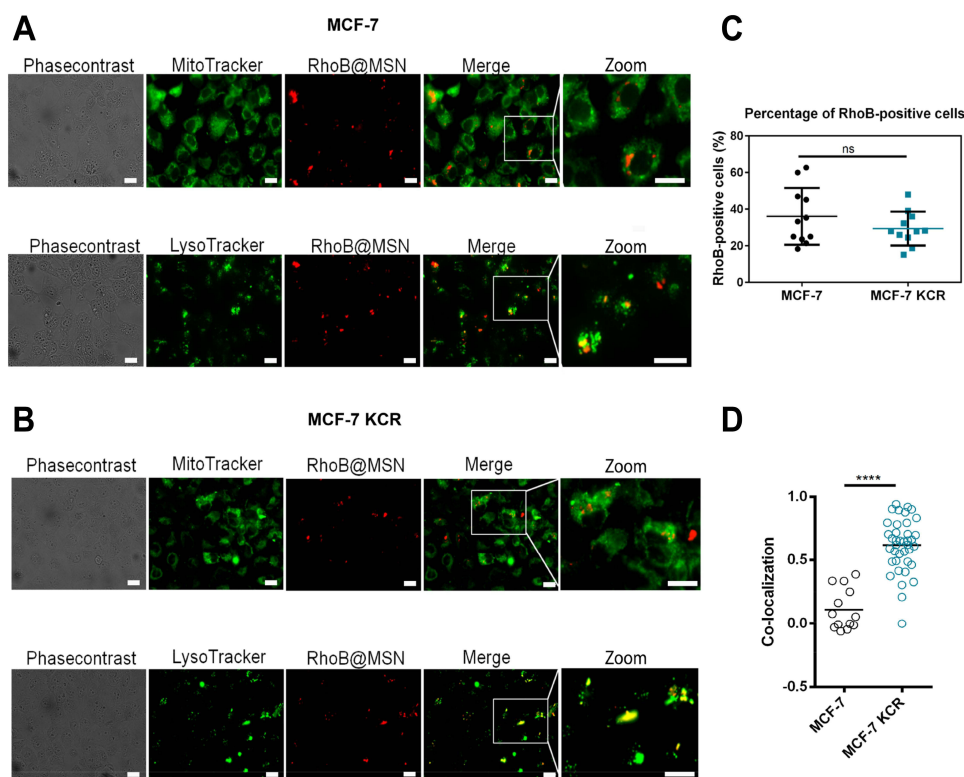 A
MCF-7
Phasecontrast MitoTracker RhoB@MSN Merge Zoom
Phasecontrast LysoTracker RhoB@MSN Merge Zoom
B
MCF-7 KCR
Phasecontrast MitoTracker RhoB@MSN Merge Zoom
Phasecontrast LysoTracker RhoB@MSN Merge Zoom
C
Percentage of RhoB-positive cells
RhoB-positive cells (%)
80
60
40
20
0
ns
MCF-7 MCF-7 KCR
D
Co-localization
1.0
0.5
0.0
-0.5
****
MCF-7
MCF-7 KCR